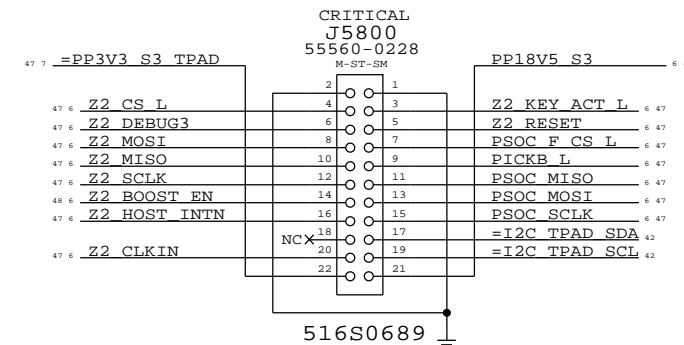 CRITICAL
J5800
55560-0228
M-ST-SM
47 7 =PP3V3_S3_TPAD
PP18V5_S3 6
2 1
47 6 Z2_CS_L 4 3 Z2_KEY_ACT_L 6 47
47 6 Z2_DEBUG3 6 5 Z2_RESET 6 47
47 6 Z2_MOSI 8 7 PSOC_F_CS_L 6 47
47 6 Z2_MISO 10 9 PICKB_L 6 47
47 6 Z2_SCLK 12 11 PSOC_MISO 6 47
48 6 Z2_BOOST_EN 14 13 PSOC_MOSI 6 47
47 6 Z2_HOST_INTN 16 15 PSOC_SCLK 6 47
NC 18 17 =I2C_TPAD_SDA 42
47 6 Z2_CLKIN 20 19 =I2C_TPAD_SCL 42
22 21
516S0689